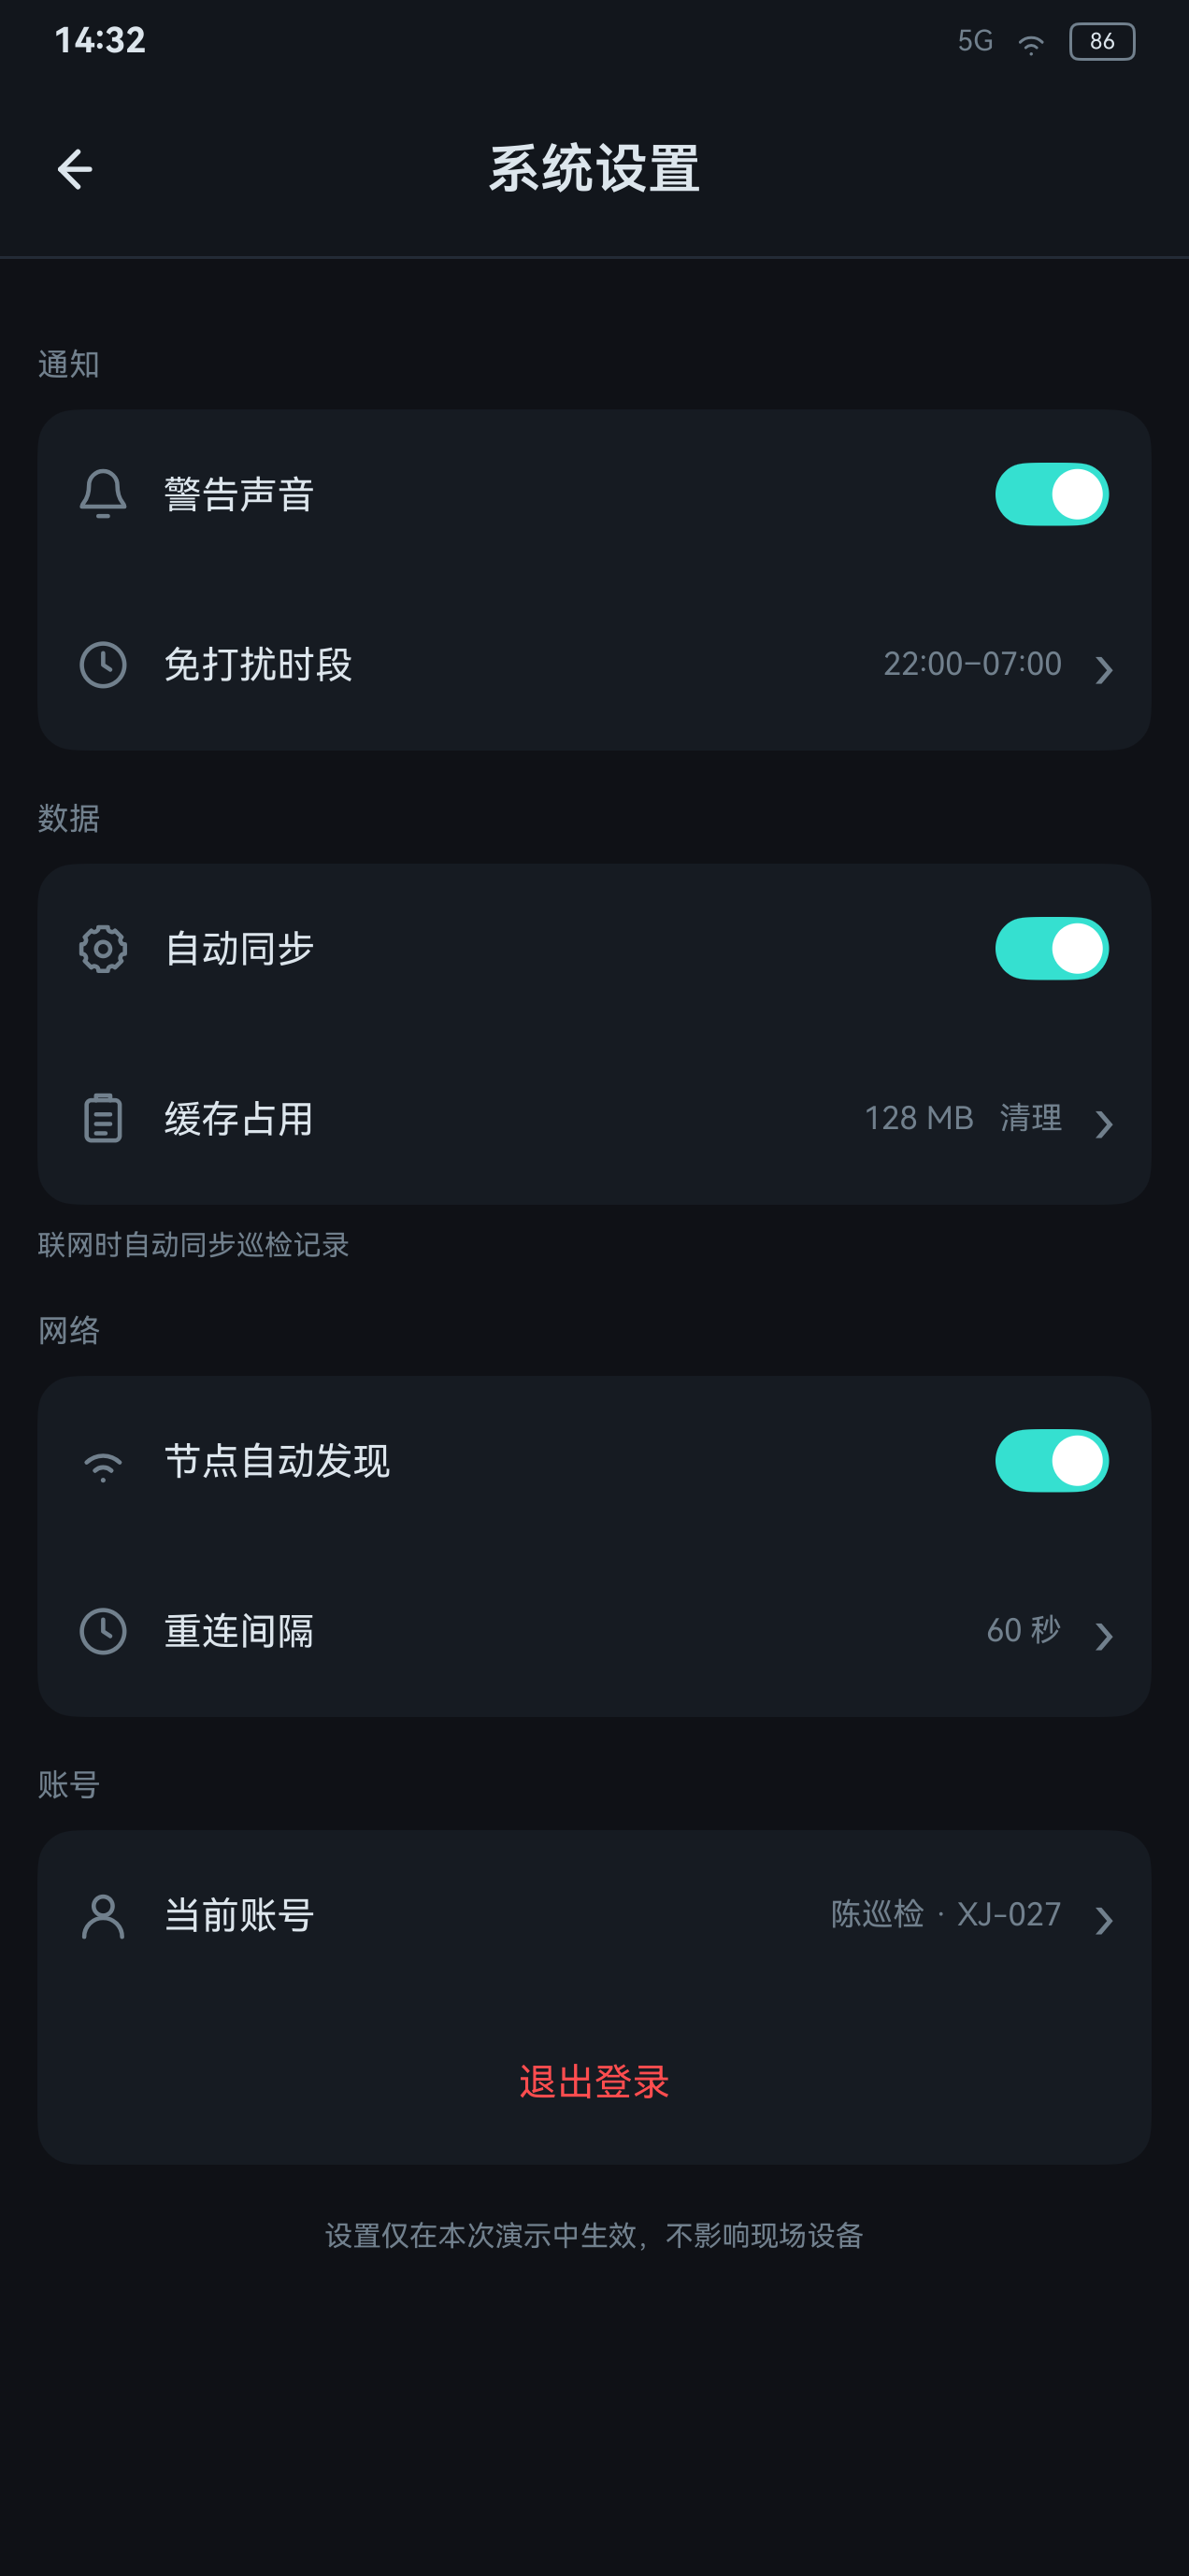 14:32 5G 86
系统设置
通知
警告声音
免打扰时段 22:00–07:00
数据
自动同步
缓存占用 128 MB 清理
联网时自动同步巡检记录
网络
节点自动发现
重连间隔 60 秒
账号
当前账号 陈巡检 · XJ-027
退出登录
设置仅在本次演示中生效，不影响现场设备